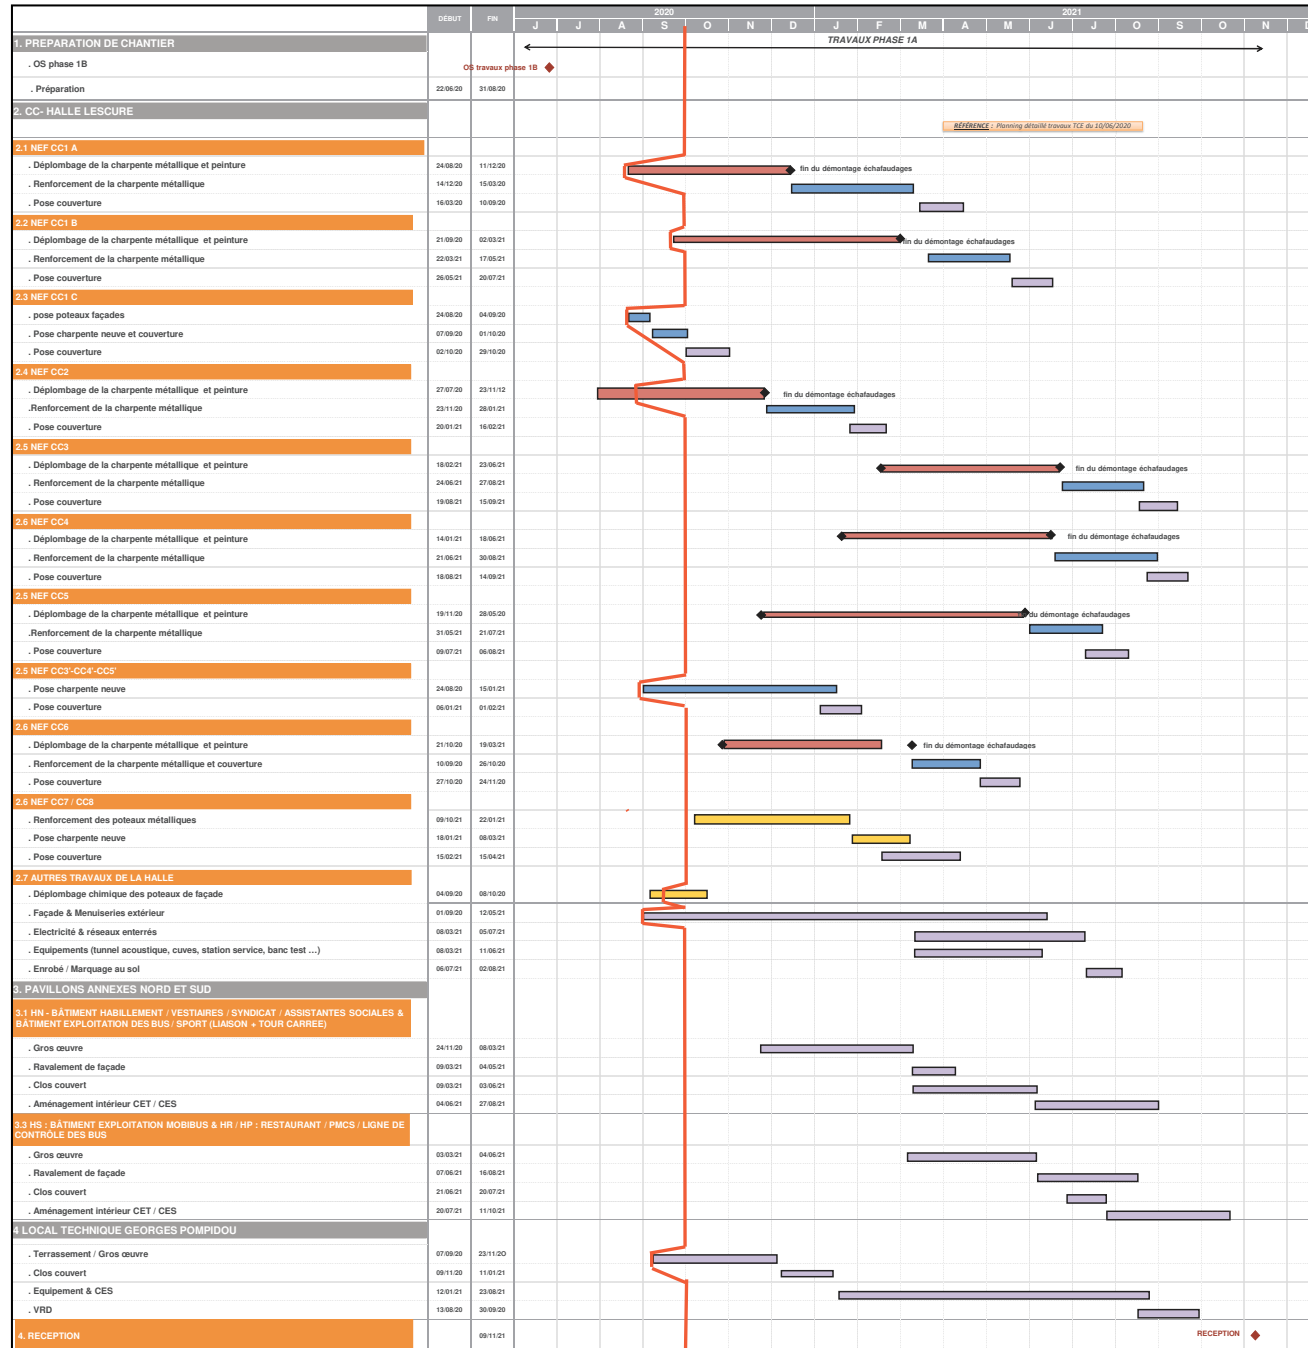 DÉBUT FIN 2020 2021
J J A S O N D J F M A M J J O S O N D
1. PREPARATION DE CHANTIER TRAVAUX PHASE 1A
. OS phase 1B OS travaux phase 1B
. Préparation 22/06/20 31/08/20
2. CC- HALLE LESCURE
RÉFÉRENCE : Planning détaillé travaux TCE du 10/06/2020
2.1 NEF CC1 A
. Déplombage de la charpente métallique et peinture 24/08/20 11/12/20 fin du démontage échafaudages
. Renforcement de la charpente métallique 14/12/20 15/03/20
. Pose couverture 16/03/20 10/09/20
2.2 NEF CC1 B
. Déplombage de la charpente métallique et peinture 21/09/20 02/03/21 fin du démontage échafaudages
. Renforcement de la charpente métallique 22/03/21 17/05/21
. Pose couverture 26/05/21 20/07/21
2.3 NEF CC1 C
. pose poteaux façades 24/08/20 04/09/20
. Pose charpente neuve et couverture 07/09/20 01/10/20
. Pose couverture 02/10/20 29/10/20
2.4 NEF CC2
. Déplombage de la charpente métallique et peinture 27/07/20 23/11/12 fin du démontage échafaudages
.Renforcement de la charpente métallique 23/11/20 28/01/21
. Pose couverture 20/01/21 16/02/21
2.5 NEF CC3
. Déplombage de la charpente métallique et peinture 18/02/21 23/06/21 fin du démontage échafaudages
. Renforcement de la charpente métallique 24/06/21 27/08/21
. Pose couverture 19/08/21 15/09/21
2.6 NEF CC4
. Déplombage de la charpente métallique et peinture 14/01/21 18/06/21 fin du démontage échafaudages
. Renforcement de la charpente métallique 21/06/21 30/08/21
. Pose couverture 18/08/21 14/09/21
2.5 NEF CC5
. Déplombage de la charpente métallique et peinture 19/11/20 28/05/20 fin du démontage échafaudages
.Renforcement de la charpente métallique 31/05/21 21/07/21
. Pose couverture 09/07/21 06/08/21
2.5 NEF CC3'-CC4'-CC5'
. Pose charpente neuve 24/08/20 15/01/21
. Pose couverture 06/01/21 01/02/21
2.6 NEF CC6
. Déplombage de la charpente métallique et peinture 21/10/20 19/03/21 fin du démontage échafaudages
. Renforcement de la charpente métallique et couverture 10/09/20 26/10/20
. Pose couverture 27/10/20 24/11/20
2.6 NEF CC7 / CC8
. Renforcement des poteaux métalliques 09/10/21 22/01/21
. Pose charpente neuve 18/01/21 08/03/21
. Pose couverture 15/02/21 15/04/21
2.7 AUTRES TRAVAUX DE LA HALLE
. Déplombage chimique des poteaux de façade 04/09/20 08/10/20
. Façade & Menuiseries extérieur 01/09/20 12/05/21
. Electricité & réseaux enterrés 08/03/21 05/07/21
. Equipements (tunnel acoustique, cuves, station service, banc test ...) 08/03/21 11/06/21
. Enrobé / Marquage au sol 06/07/21 02/08/21
3. PAVILLONS ANNEXES NORD ET SUD
3.1 HN - BÂTIMENT HABILLEMENT / VESTIAIRES / SYNDICAT / ASSISTANTES SOCIALES &
BÂTIMENT EXPLOITATION DES BUS / SPORT (LIAISON + TOUR CARREE)
. Gros œuvre 24/11/20 08/03/21
. Ravalement de façade 09/03/21 04/05/21
. Clos couvert 09/03/21 03/06/21
. Aménagement intérieur CET / CES 04/06/21 27/08/21
3.3 HS : BÂTIMENT EXPLOITATION MOBIBUS & HR / HP : RESTAURANT / PMCS / LIGNE DE
CONTRÔLE DES BUS
. Gros œuvre 03/03/21 04/06/21
. Ravalement de façade 07/06/21 16/08/21
. Clos couvert 21/06/21 20/07/21
. Aménagement intérieur CET / CES 20/07/21 11/10/21
4 LOCAL TECHNIQUE GEORGES POMPIDOU
. Terrassement / Gros œuvre 07/09/20 23/11/2O
. Clos couvert 09/11/20 11/01/21
. Equipement & CES 12/01/21 23/08/21
. VRD 13/08/20 30/09/20
4. RECEPTION 09/11/21 RECEPTION